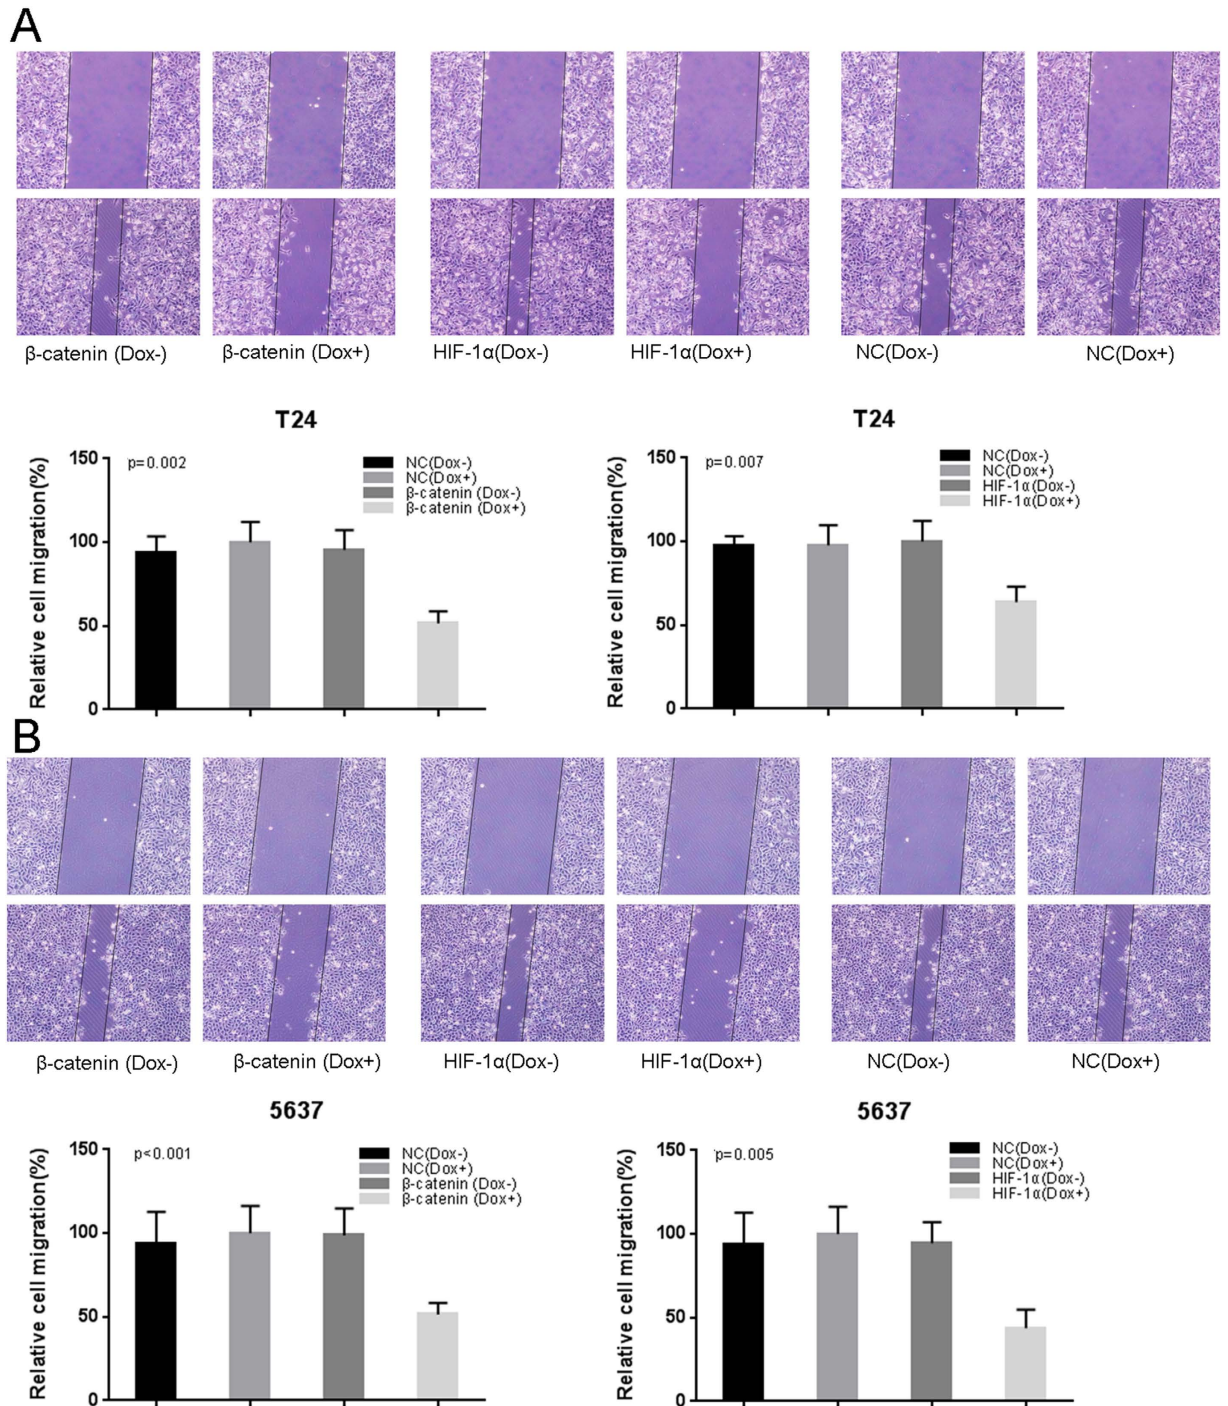 A
β-catenin (Dox-) β-catenin (Dox+) HIF-1α(Dox-) HIF-1α(Dox+) NC(Dox-) NC(Dox+)
T24
Relative cell migration(%)
150
100
50
0
p=0.002
NC(Dox-)
NC(Dox+)
β-catenin (Dox-)
β-catenin (Dox+)
T24
Relative cell migration(%)
150
100
50
0
p=0.007
NC(Dox-)
NC(Dox+)
HIF-1α(Dox-)
HIF-1α(Dox+)
B
β-catenin (Dox-) β-catenin (Dox+) HIF-1α(Dox-) HIF-1α(Dox+) NC(Dox-) NC(Dox+)
5637
Relative cell migration(%)
150
100
50
0
p<0.001
NC(Dox-)
NC(Dox+)
β-catenin (Dox-)
β-catenin (Dox+)
5637
Relative cell migration(%)
150
100
50
0
p=0.005
NC(Dox-)
NC(Dox+)
HIF-1α(Dox-)
HIF-1α(Dox+)